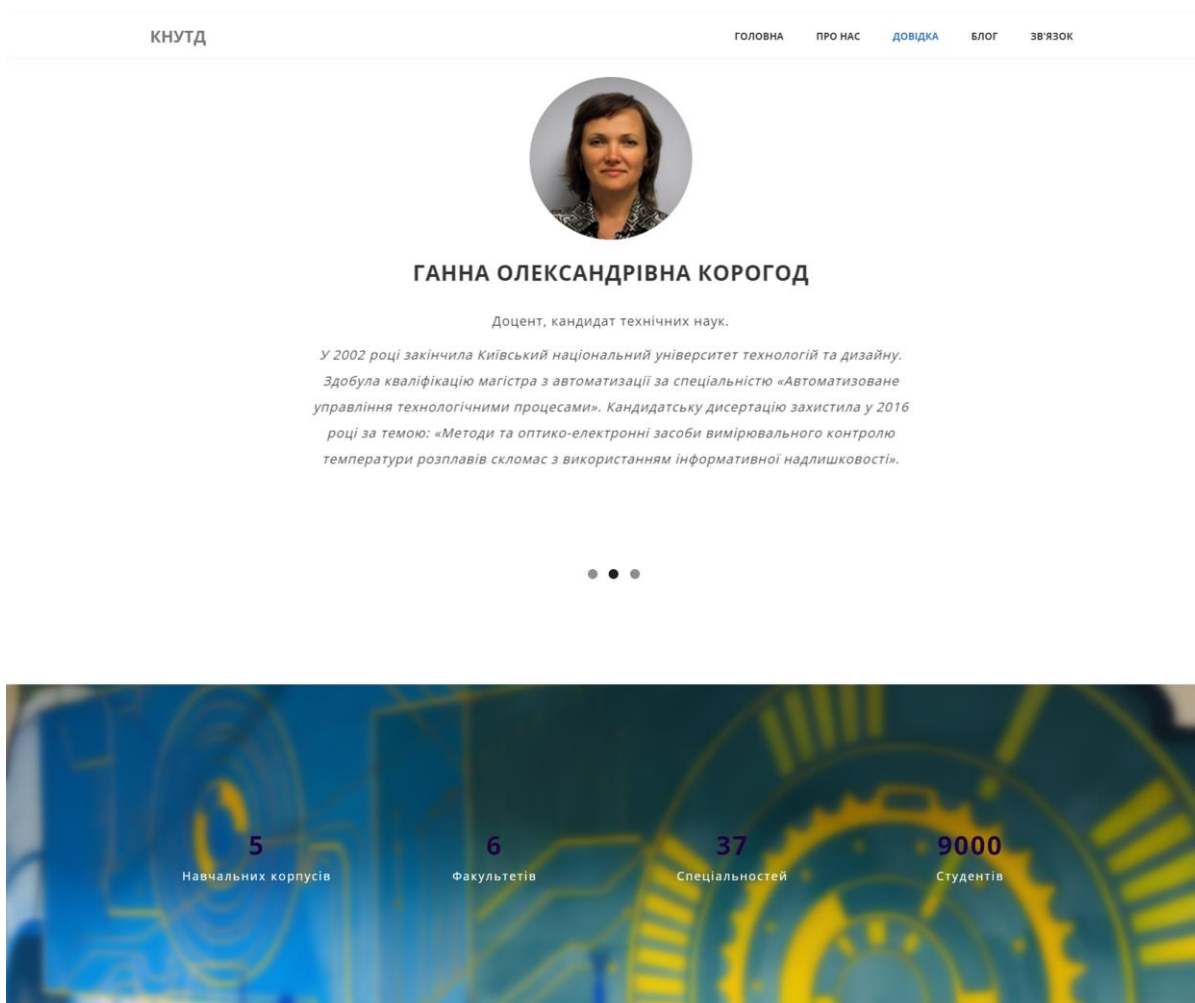 КНУТД
ГОЛОВНА ПРО НАС ДОВІДКА БЛОГ ЗВ'ЯЗОК
ГАННА ОЛЕКСАНДРІВНА КОРОГОД
Доцент, кандидат технічних наук.
У 2002 році закінчила Київський національний університет технологій та дизайну.
Здобула кваліфікацію магістра з автоматизації за спеціальністю «Автоматизоване
управління технологічними процесами». Кандидатську дисертацію захистила у 2016
році за темою: «Методи та оптико-електронні засоби вимірювального контролю
температури розплавів скломас з використанням інформативної надлишковості».
5 6 37 9000
Навчальних корпусів Факультетів Спеціальностей Студентів